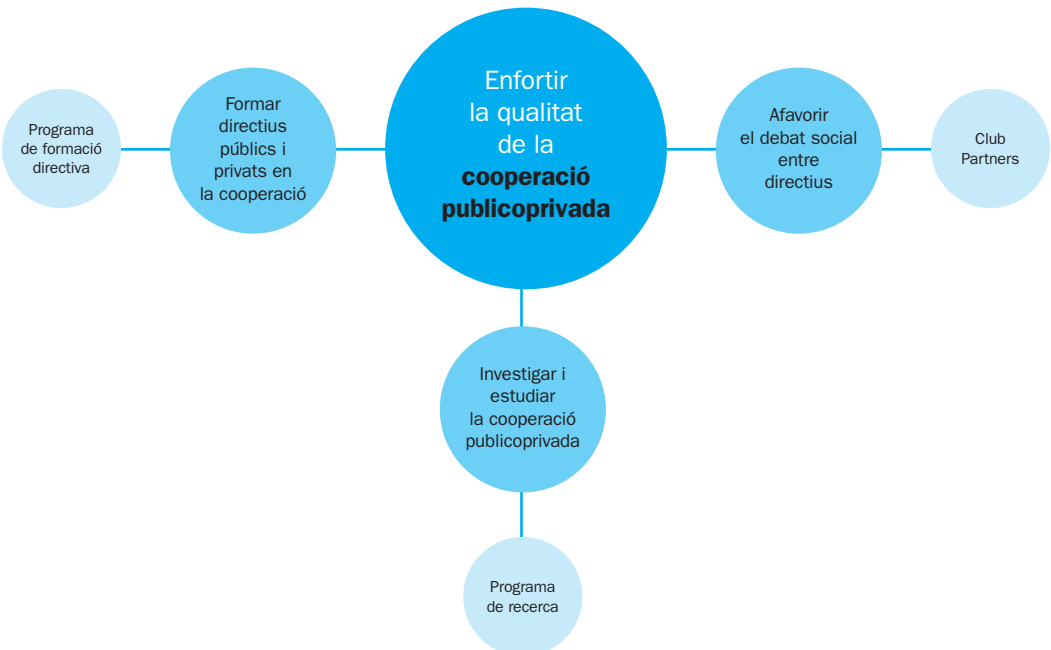 Programa
de formació
directiva
Formar
directius
públics i
privats en
la cooperació
Enfortir
la qualitat
de la
cooperació
publicoprivada
Afavorir
el debat social
entre
directius
Club
Partners
Investigar i
estudiar
la cooperació
publicoprivada
Programa
de recerca